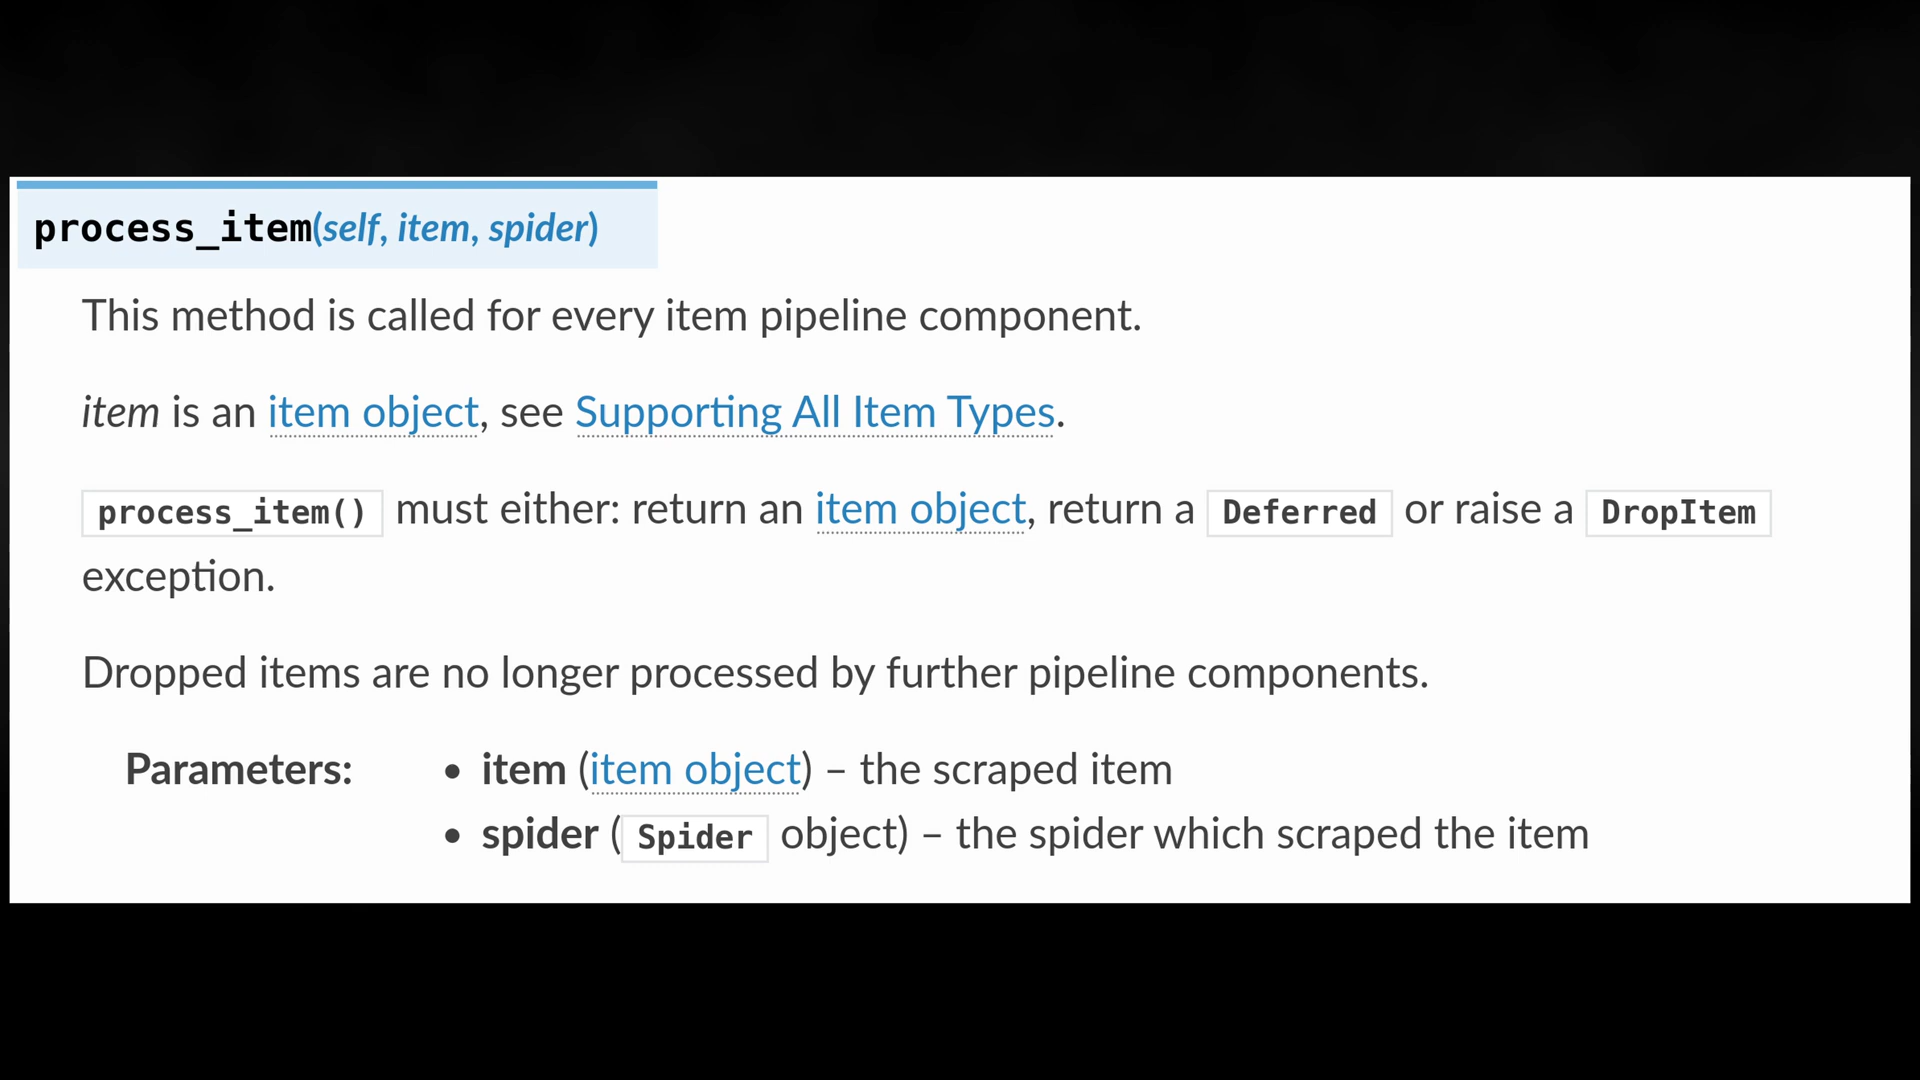 process_item(self, item, spider)
This method is called for every item pipeline component.
item is an item object, see Supporting All Item Types.
process_item() must either: return an item object, return a Deferred or raise a DropItem
exception.
Dropped items are no longer processed by further pipeline components.
Parameters: • item (item object) – the scraped item
• spider (Spider object) – the spider which scraped the item